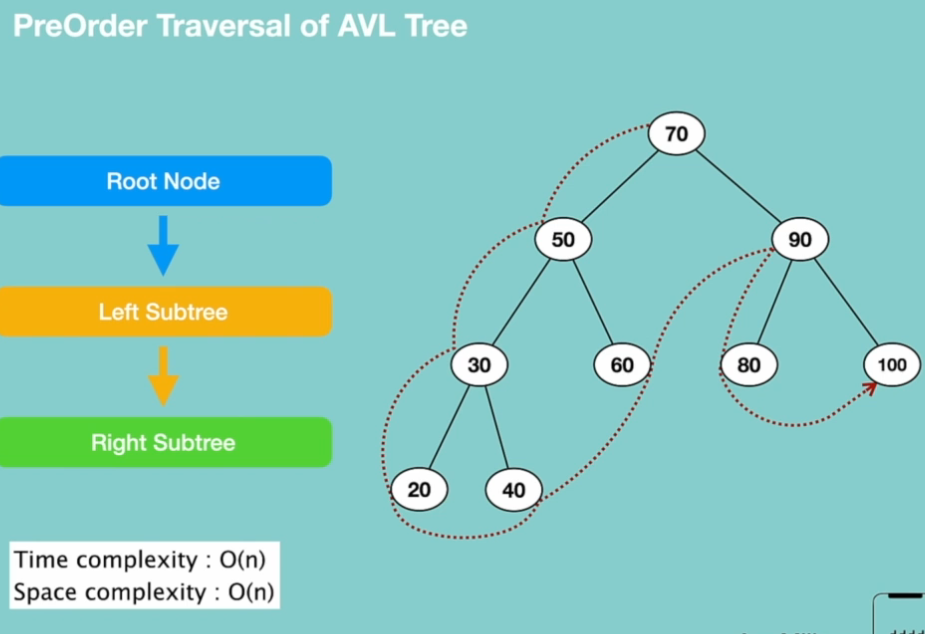 PreOrder Traversal of AVL Tree
70
Root Node
50
90
Left Subtree
30
60
80
100
Right Subtree
20
40
Time complexity : O(n)
Space complexity : O(n)